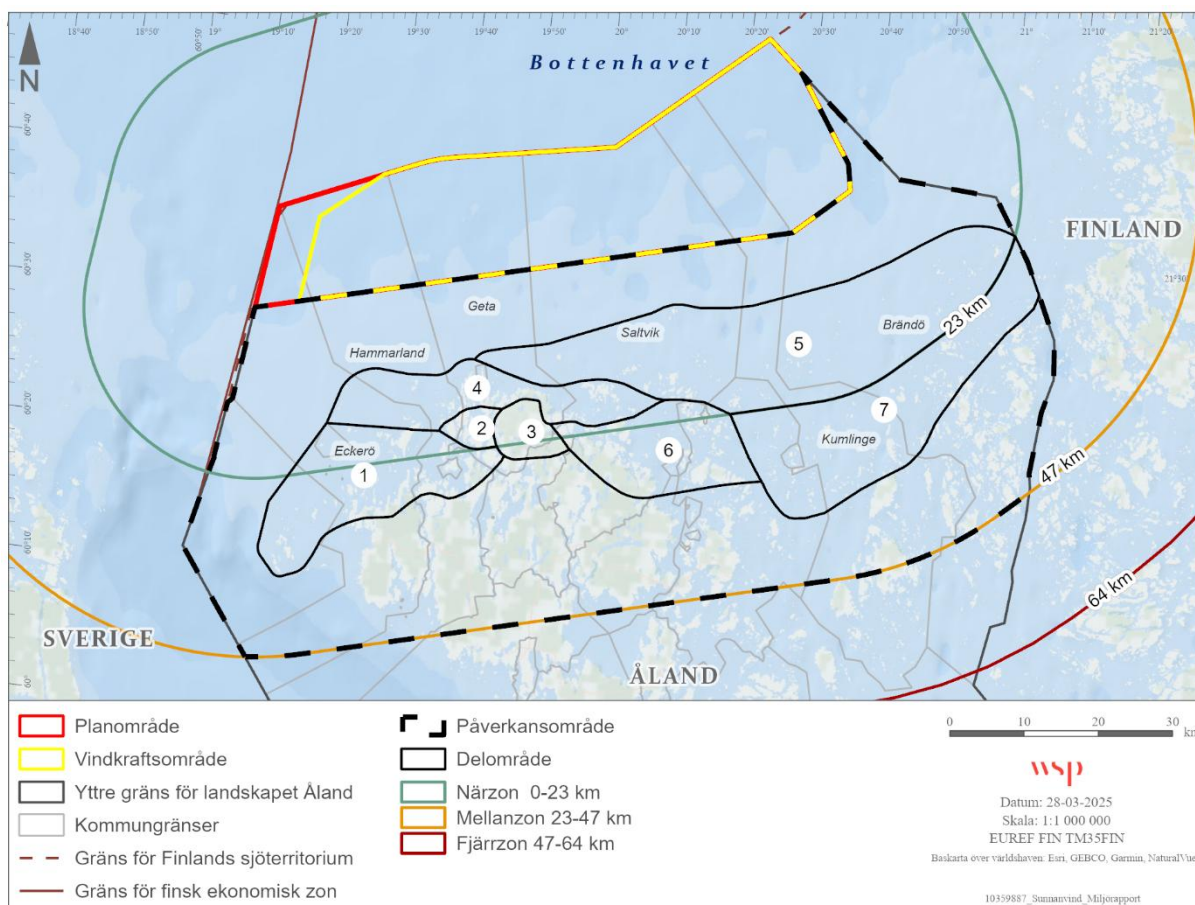 18°40' 18°50' 19° 19°10' 19°20' 19°30' 19°40' 19°50' 20° 20°10' 20°20' 20°30' 20°40' 20°50' 21° 21°10' 21°20'
60°50'
N
Bottenhavet
60°40'
FINLAND
60°30'
21°30'
Geta
Saltvik
Brändö
23 km
5
Hammarland
4
7
60°20'
2
3
Eckerö
Kumlinge
6
1
47 km
60°10'
64 km
SVERIGE
ÅLAND
60°
Planområde
Vindkraftsområde
Yttre gräns för landskapet Åland
Kommungränser
Gräns för Finlands sjöterritorium
Gräns för finsk ekonomisk zon
Påverkansområde
Delområde
Närzon 0-23 km
Mellanzon 23-47 km
Fjärrzon 47-64 km
0 10 20 30
km
wsp
Datum: 28-03-2025
Skala: 1:1 000 000
EUREF FIN TM35FIN
Baskarta över världshaven: Esri, GEBCO, Garmin, NaturalVue
10359887_Sunnanvind_Miljörapport